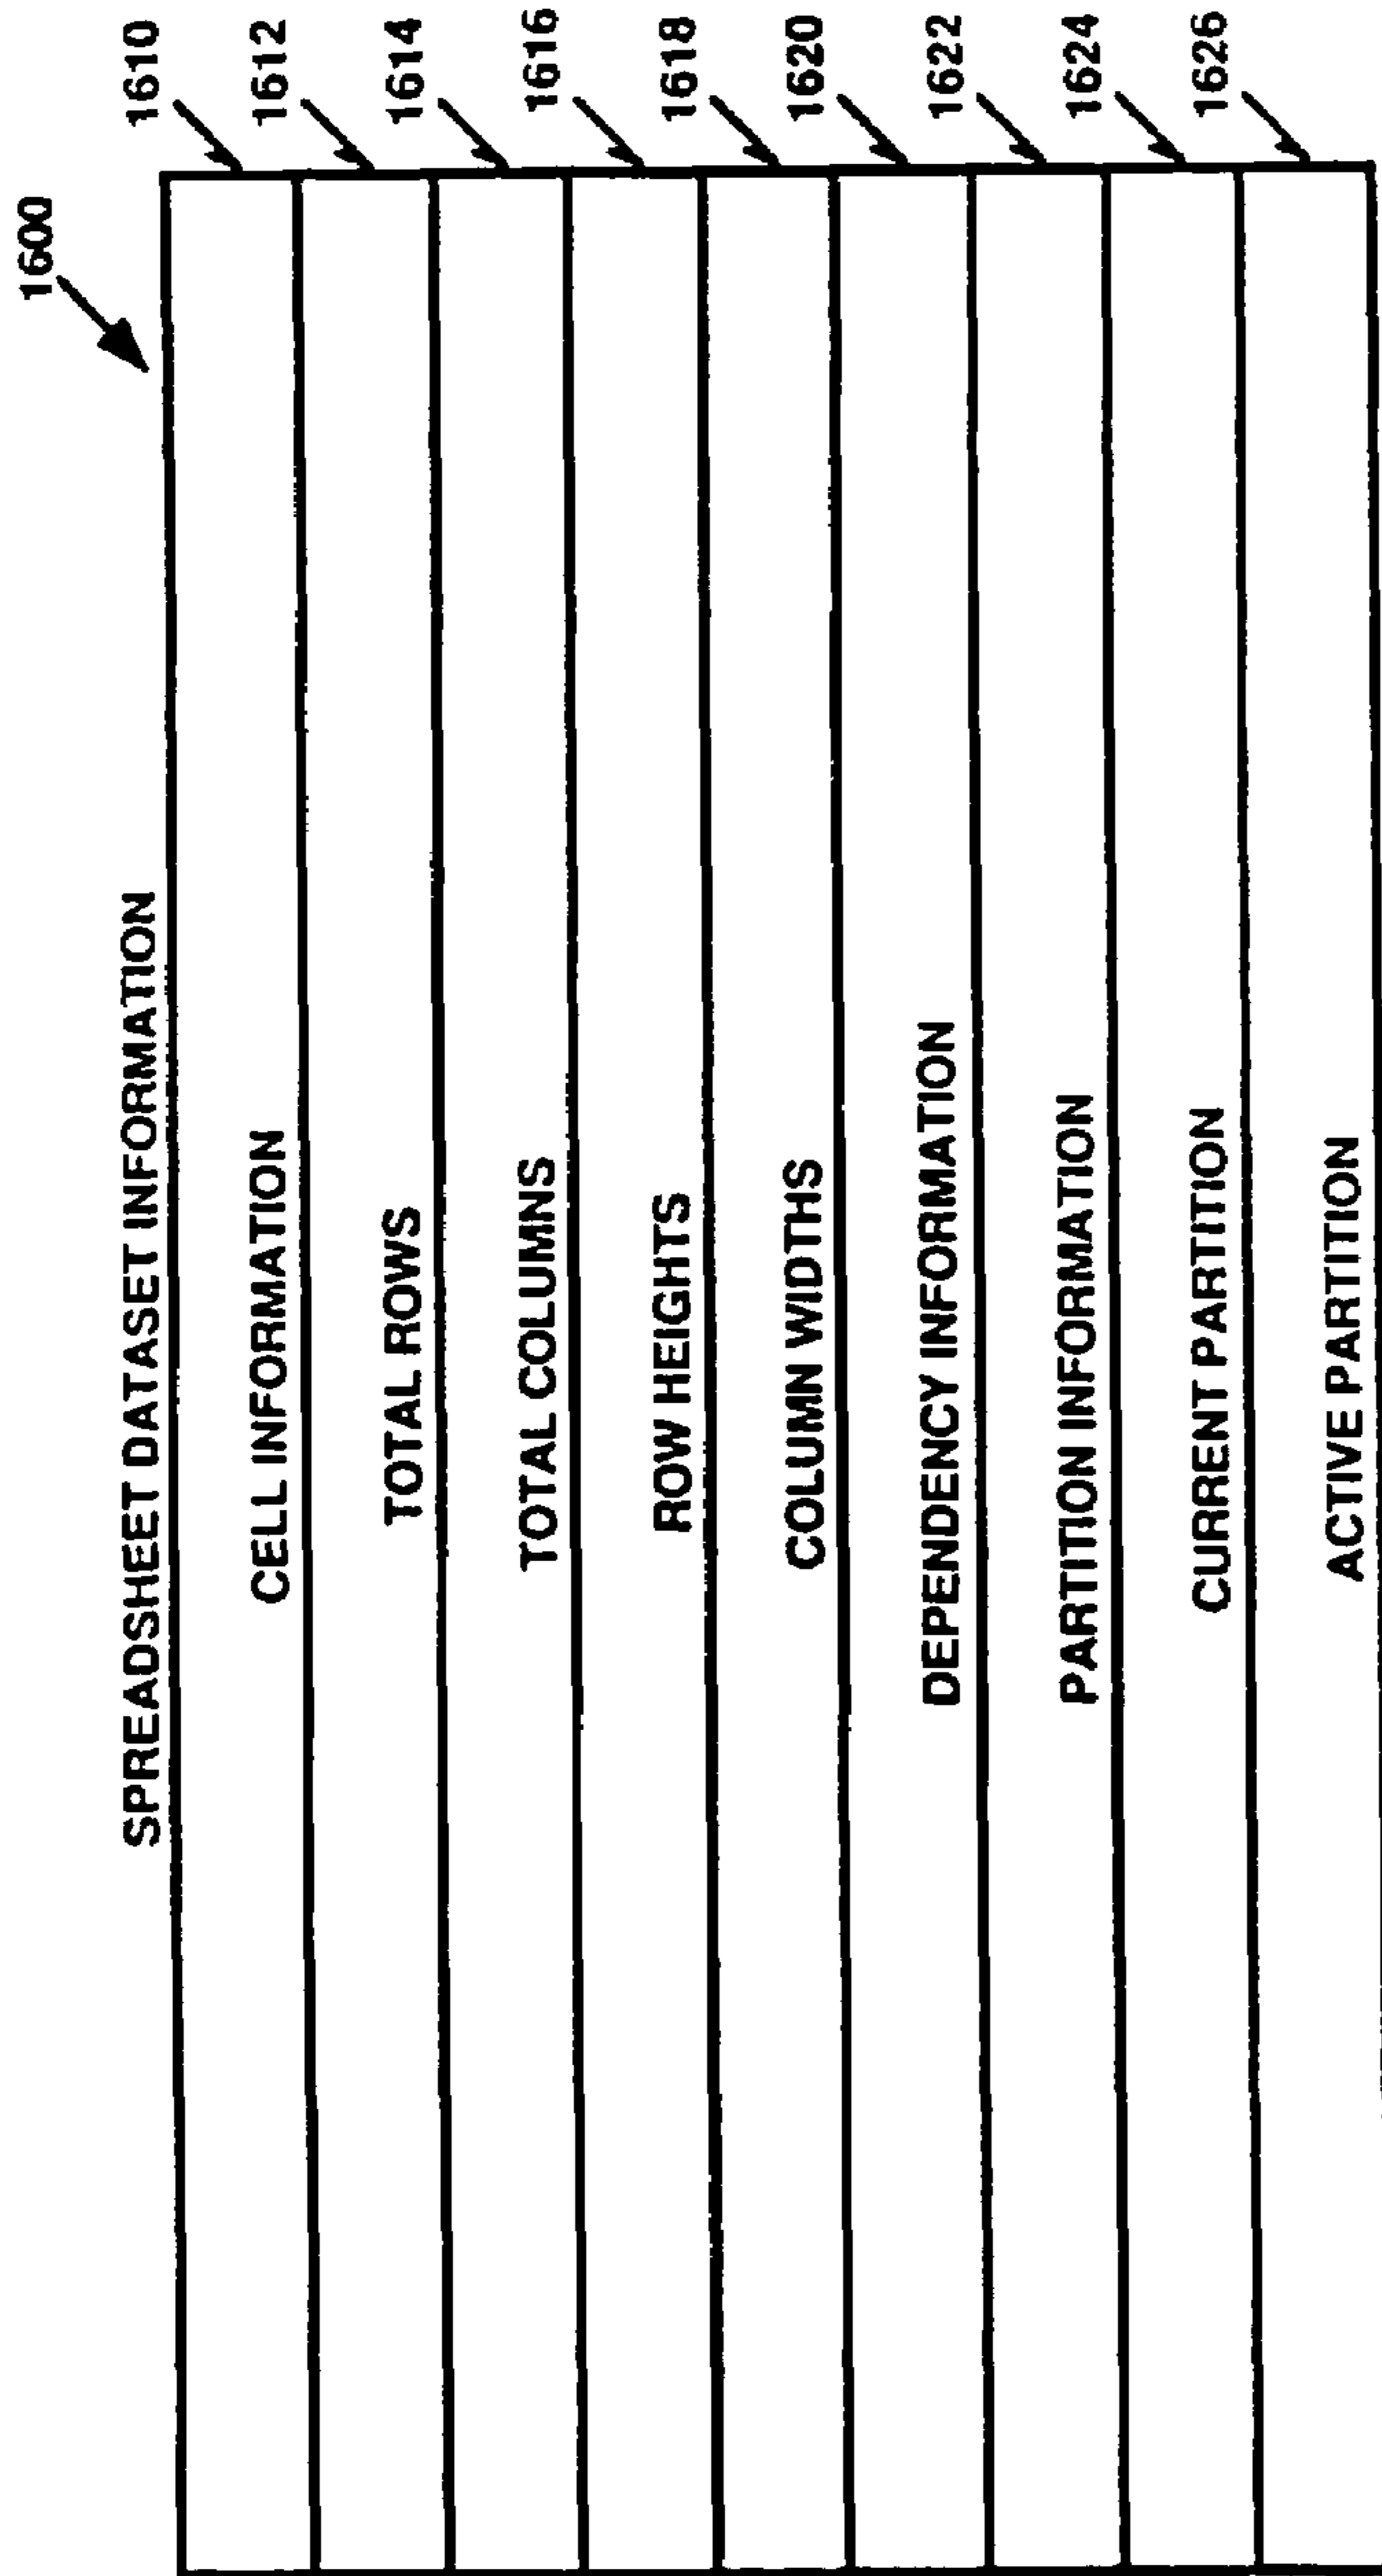 1600
SPREADSHEET DATASET INFORMATION
CELL INFORMATION 1610
TOTAL ROWS 1612
TOTAL COLUMNS 1614
ROW HEIGHTS 1616
COLUMN WIDTHS 1618
DEPENDENCY INFORMATION 1620
PARTITION INFORMATION 1622
CURRENT PARTITION 1624
ACTIVE PARTITION 1626